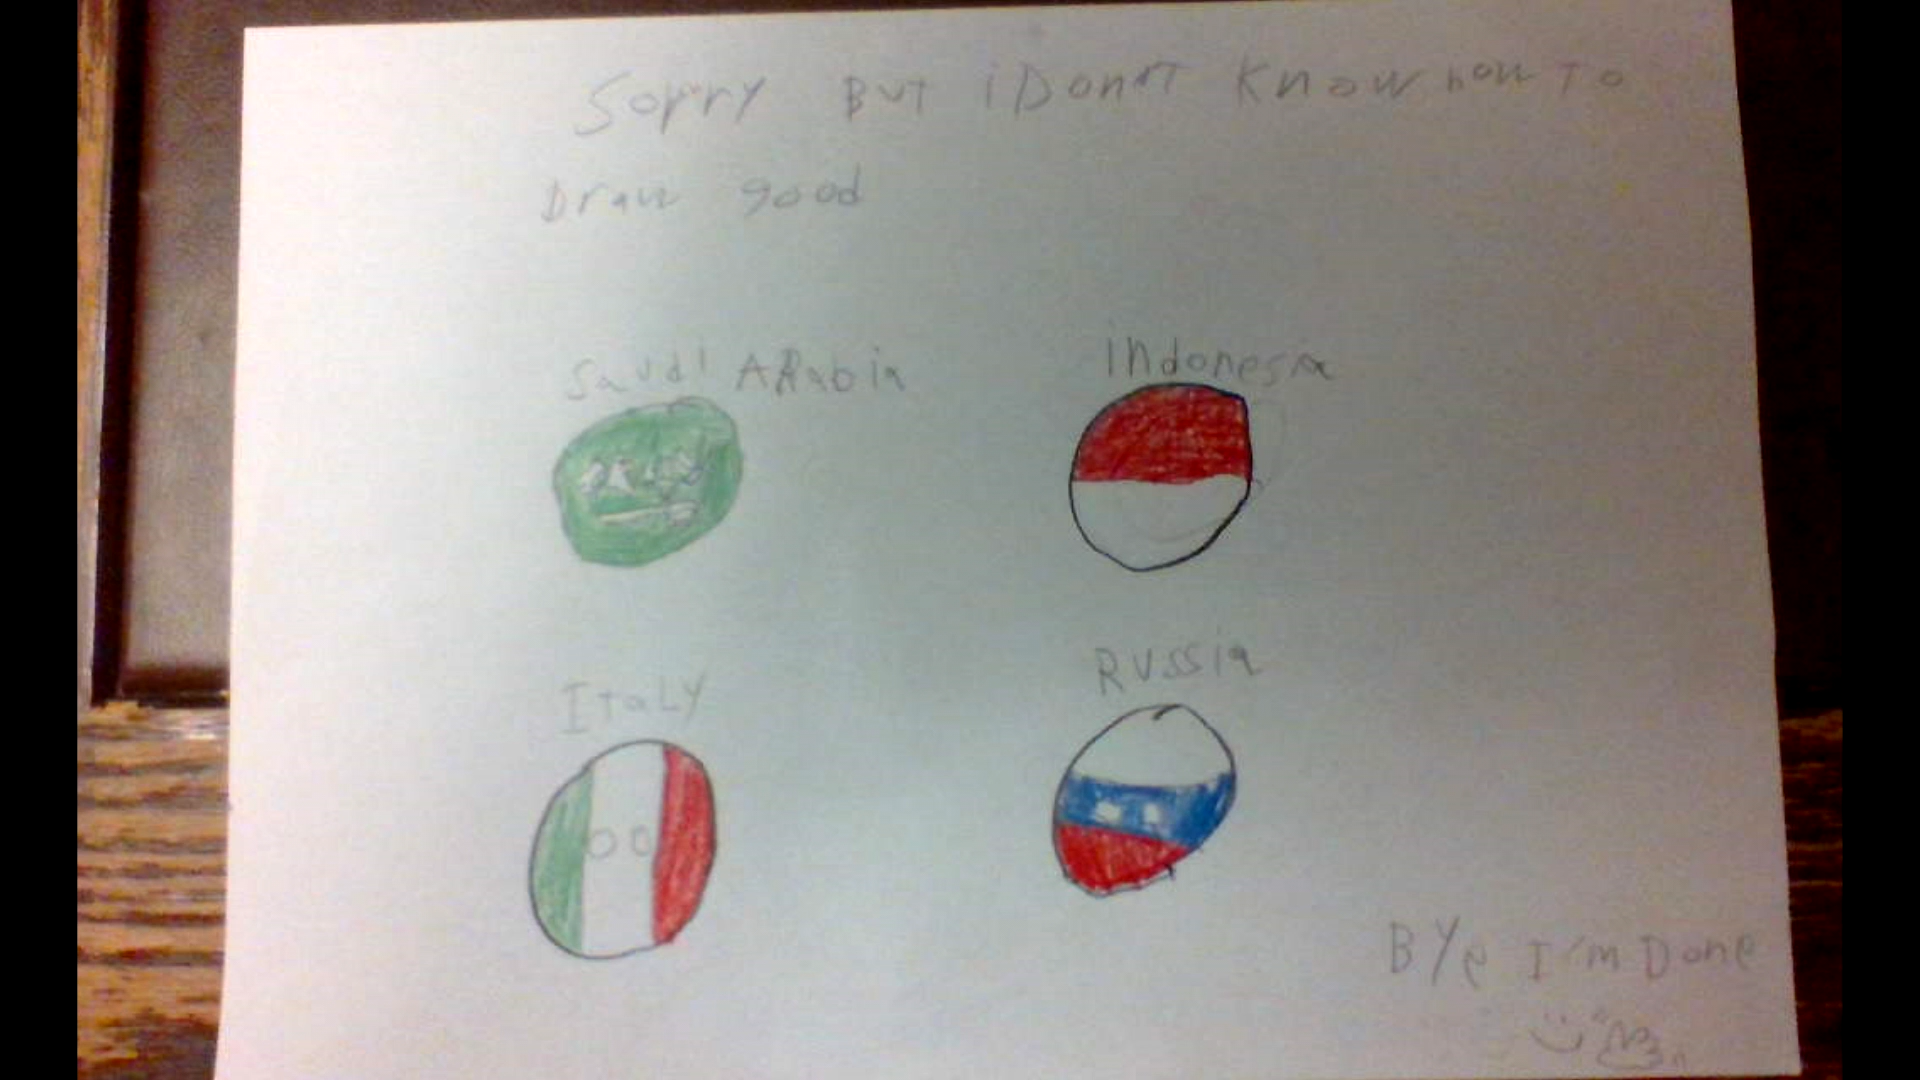 Sorry BUT i Don'T Know how To
Draw good
Saudi ARabia
indonesia
ITaLY
RUSSia
BYe I'm Done